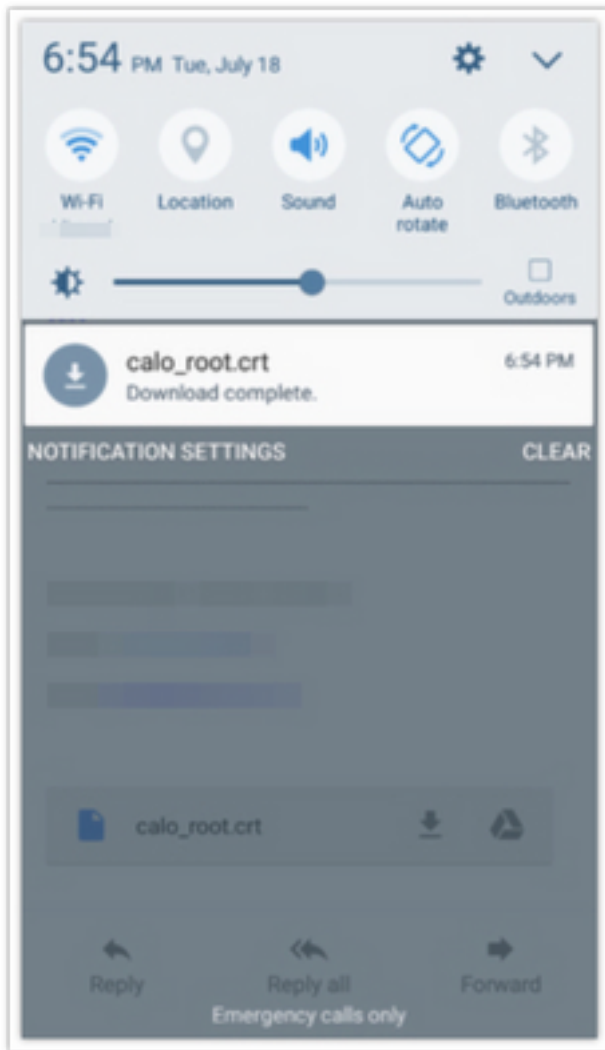 6:54 PM Tue, July 18
Wi-Fi Location Sound Auto rotate Bluetooth
Outdoors
calo_root.crt 6:54 PM
Download complete.
NOTIFICATION SETTINGS CLEAR
calo_root.crt
Reply Reply all Forward
Emergency calls only